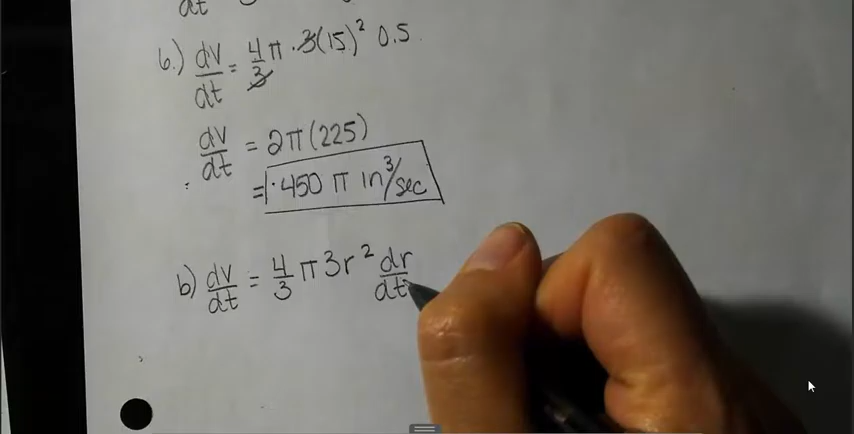 dt
6.) dV/dt = 4/3 π · 3(15)² 0.5
dV/dt = 2π(225)
= 450 π in³/sec
b) dv/dt = 4/3 π 3r² dr/dt